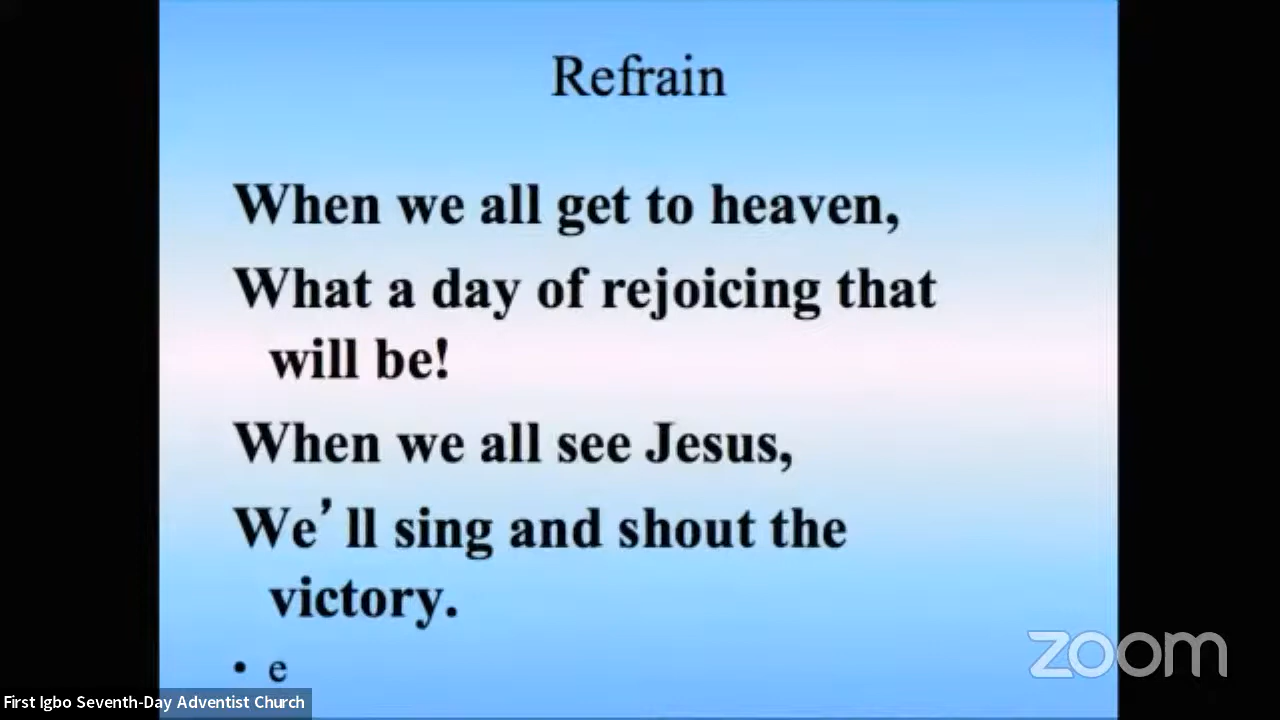 Refrain
When we all get to heaven,
What a day of rejoicing that
will be!
When we all see Jesus,
We’ll sing and shout the
victory.
• e
zoom
First Igbo Seventh-Day Adventist Church